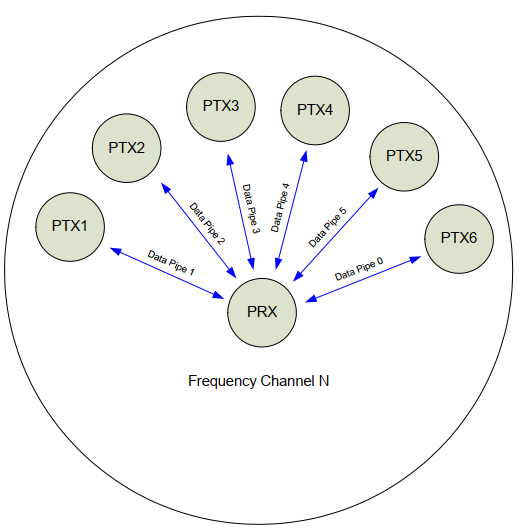 PTX3
PTX4
PTX2
PTX5
PTX1
PTX6
Data Pipe 1
Data Pipe 2
Data Pipe 3
Data Pipe 4
Data Pipe 5
Data Pipe 0
PRX
Frequency Channel N